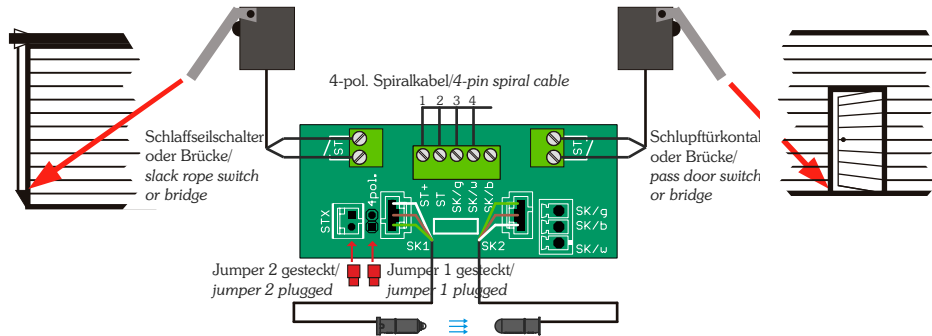 4-pol. Spiralkabel/4-pin spiral cable
1 2 3 4
Schlaffseilschalter
oder Brücke/
slack rope switch
or bridge
ST
ST
Schlupftürkontal
oder Brücke/
pass door switch
or bridge
ST+
ST
SK/g
SK/w
SK/b
4pol.
STX
SK1
SK2
SK/g
SK/b
SK/w
Jumper 2 gesteckt/
jumper 2 plugged
Jumper 1 gesteckt/
jumper 1 plugged